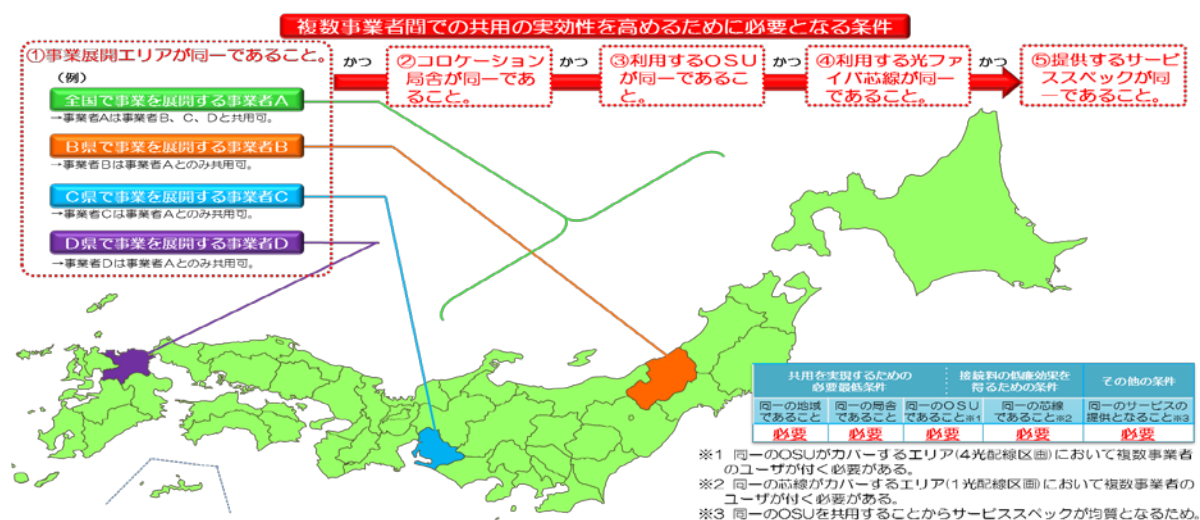 複数事業者間での共用の実効性を高めるために必要となる条件
①事業展開エリアが同一であること。
(例)
全国で事業を展開する事業者A
→事業者Aは事業者B、C、Dと共用可。
B県で事業を展開する事業者B
→事業者Bは事業者Aとのみ共用可。
C県で事業を展開する事業者C
→事業者Cは事業者Aとのみ共用可。
D県で事業を展開する事業者D
→事業者Dは事業者Aとのみ共用可。
かつ
②コロケーション
局舎が同一であ
ること。
かつ
③利用するOSU
が同一であるこ
と。
かつ
④利用する光ファ
イバ芯線が同一
であること。
かつ
⑤提供するサービ
ススペックが同
一であること。
共用を実現するための
必要最低条件
接続料の低廉効果を
得るための条件
その他の条件
同一の地域
であること
同一の局舎
であること
同一のOSU
であること※1
同一の芯線
であること※2
同一のサービスの
提供となること※3
必要 必要 必要 必要 必要
※1 同一のOSUがカバーするエリア(4光配線区画)において複数事業者
のユーザが付く必要がある。
※2 同一の芯線がカバーするエリア(1光配線区画)において複数事業者の
ユーザが付く必要がある。
※3 同一のOSUを共用することからサービススペックが均質となるため。